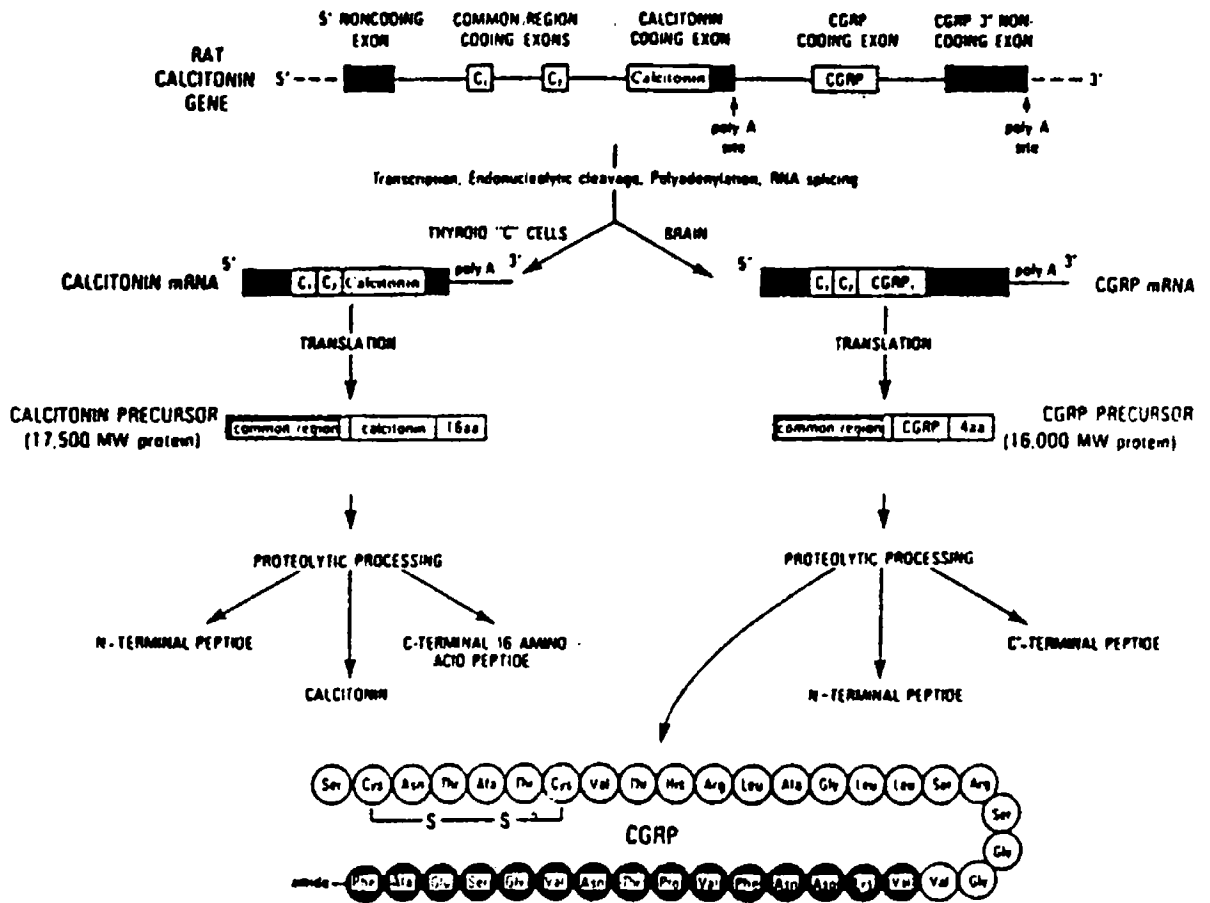 5' NONCODING
EXON
COMMON REGION
CODING EXONS
CALCITONIN
CODING EXON
CGRP
CODING EXON
CGRP 3' NON-
CODING EXON
RAT
CALCITONIN
GENE
5'
C₁
C₂
Calcitonin
CGRP
3'
poly A
site
poly A
site
Transcription, Endonucleolytic cleavage, Polyadenylation, RNA splicing
THYROID "C" CELLS
BRAIN
CALCITONIN mRNA
5'
C₁
C₂
Calcitonin
poly A
3'
5'
C₁
C₂
CGRP
poly A
3'
CGRP mRNA
TRANSLATION
TRANSLATION
CALCITONIN PRECURSOR
(17,500 MW protein)
common region
calcitonin
16aa
common region
CGRP
4aa
CGRP PRECURSOR
(16,000 MW protein)
PROTEOLYTIC PROCESSING
PROTEOLYTIC PROCESSING
N-TERMINAL PEPTIDE
C-TERMINAL 16 AMINO
ACID PEPTIDE
CALCITONIN
C'-TERMINAL PEPTIDE
N-TERMINAL PEPTIDE
Ser Cys Asn Thr Ala Thr Cys Val Thr His Arg Leu Ala Gly Leu Leu Ser Arg
Ser
S S
CGRP
Gly
amide Phe Ala Gly Ser Gly Val Asn Thr Pro Val Phe Asn Asn Lys Val Val Gly